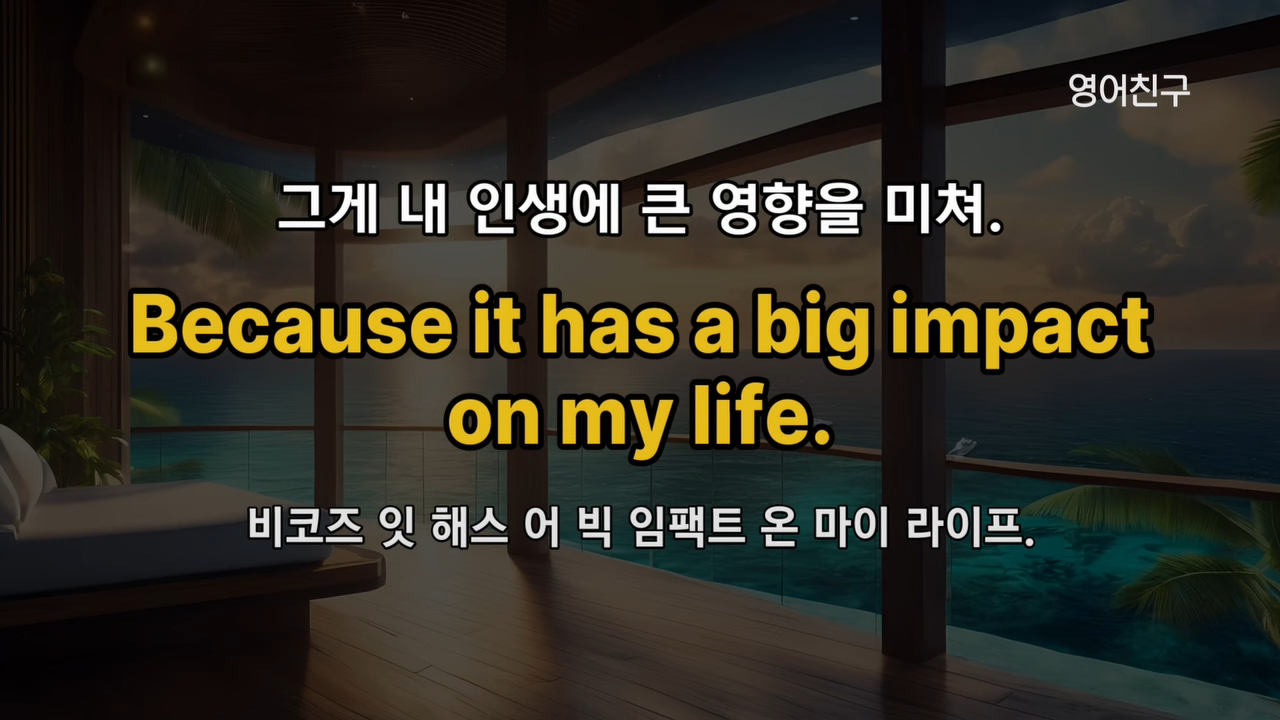 영어친구
그게 내 인생에 큰 영향을 미쳐.
Because it has a big impact
on my life.
비코즈 잇 해스 어 빅 임팩트 온 마이 라이프.